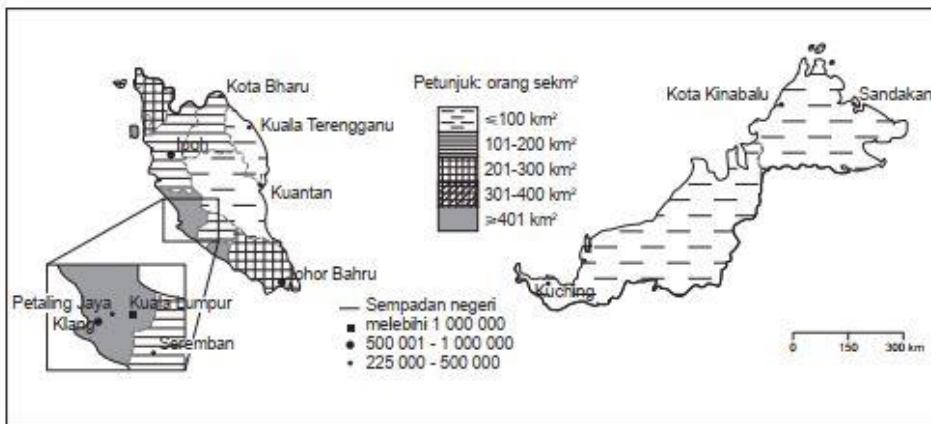 Kota Bharu
Kuala Terengganu
Ipoh
Kuantan
Johor Bahru
Petaling Jaya
Kuala Lumpur
Klang
Seremban
Petunjuk: orang sekm²
≤100 km²
101-200 km²
201-300 km²
301-400 km²
≥401 km²
Sempadan negeri
melebihi 1 000 000
500 001 - 1 000 000
225 000 - 500 000
Kota Kinabalu
Sandakan
Kuching
0 150 300 km